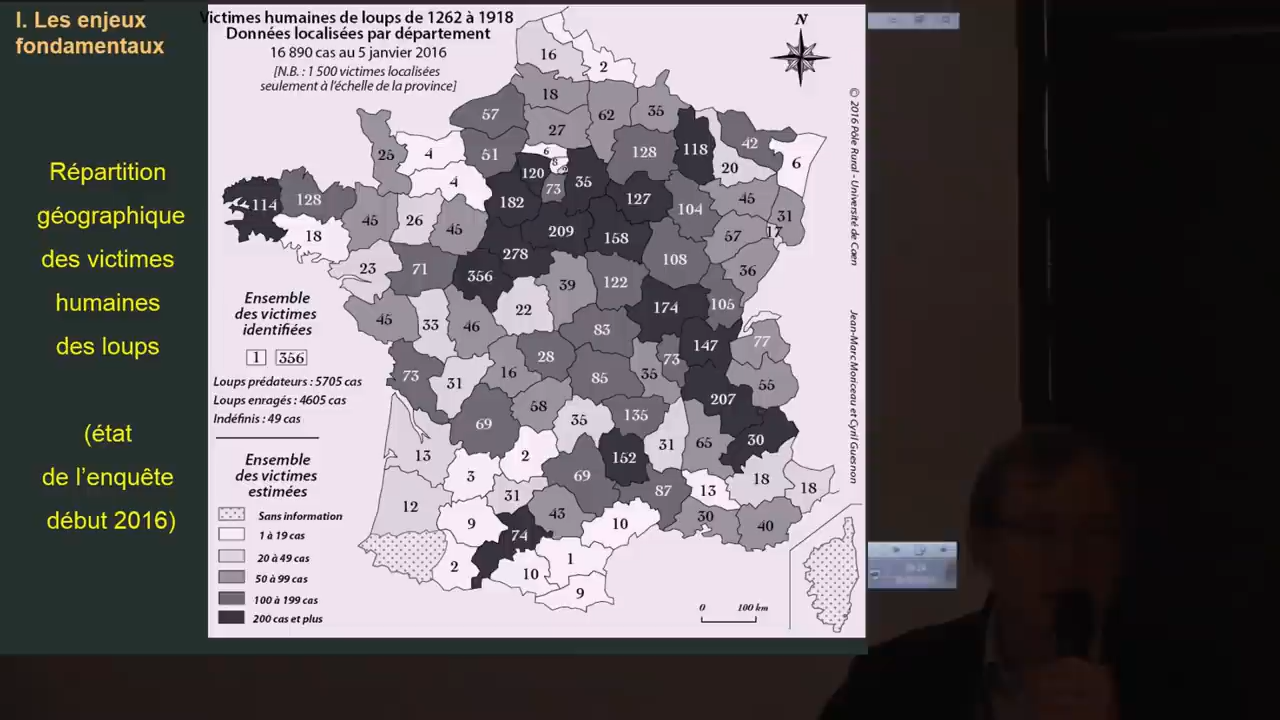 I. Les enjeux
fondamentaux
Répartition
géographique
des victimes
humaines
des loups
(état
de l’enquête
début 2016)
Victimes humaines de loups de 1262 à 1918
Données localisées par département
16 890 cas au 5 janvier 2016
[N.B. : 1 500 victimes localisées
seulement à l'échelle de la province]
N
16
2
18
57
62
35
27
25
4
51
6
8
128
118
42
20
6
4
120
73
35
114
128
182
127
45
104
31
45
26
45
209
57
17
18
158
278
108
36
23
71
356
39
122
22
174
105
45
33
46
83
147
77
28
73
73
31
16
85
35
55
207
58
69
35
135
30
65
13
2
152
31
3
69
18
31
87
13
18
12
9
43
10
30
40
74
2
10
1
9
Ensemble
des victimes
identifiées
1 356
Loups prédateurs : 5705 cas
Loups enragés : 4605 cas
Indéfinis : 49 cas
Ensemble
des victimes
estimées
Sans information
1 à 19 cas
20 à 49 cas
50 à 99 cas
100 à 199 cas
200 cas et plus
0 100 km
© 2016 Pôle Rural - Université de Caen
Jean-Marc Moriceau et Cyril Guesnon